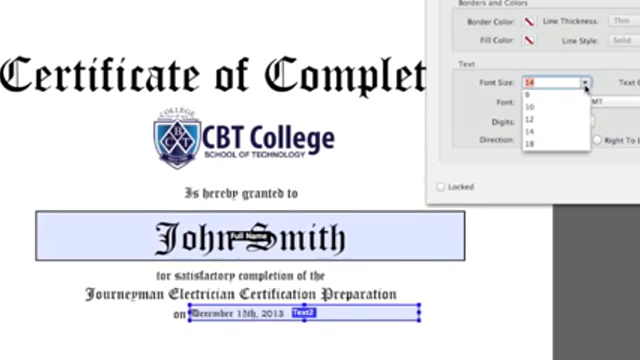 Certificate of Complet
COLLEGE
CBT
CBT College
SCHOOL OF TECHNOLOGY
Is hereby granted to
John Smith
Full Name
for satisfactory completion of the
Journeyman Electrician Certification Preparation
on December 15th, 2013 Text2
Borders and Colors
Border Color: Line Thickness: Thin
Fill Color: Line Style: Solid
Text
Font Size: 14 Text C
9
10
12
14
18
Font: MT
Digits:
Direction: Right To L
Locked